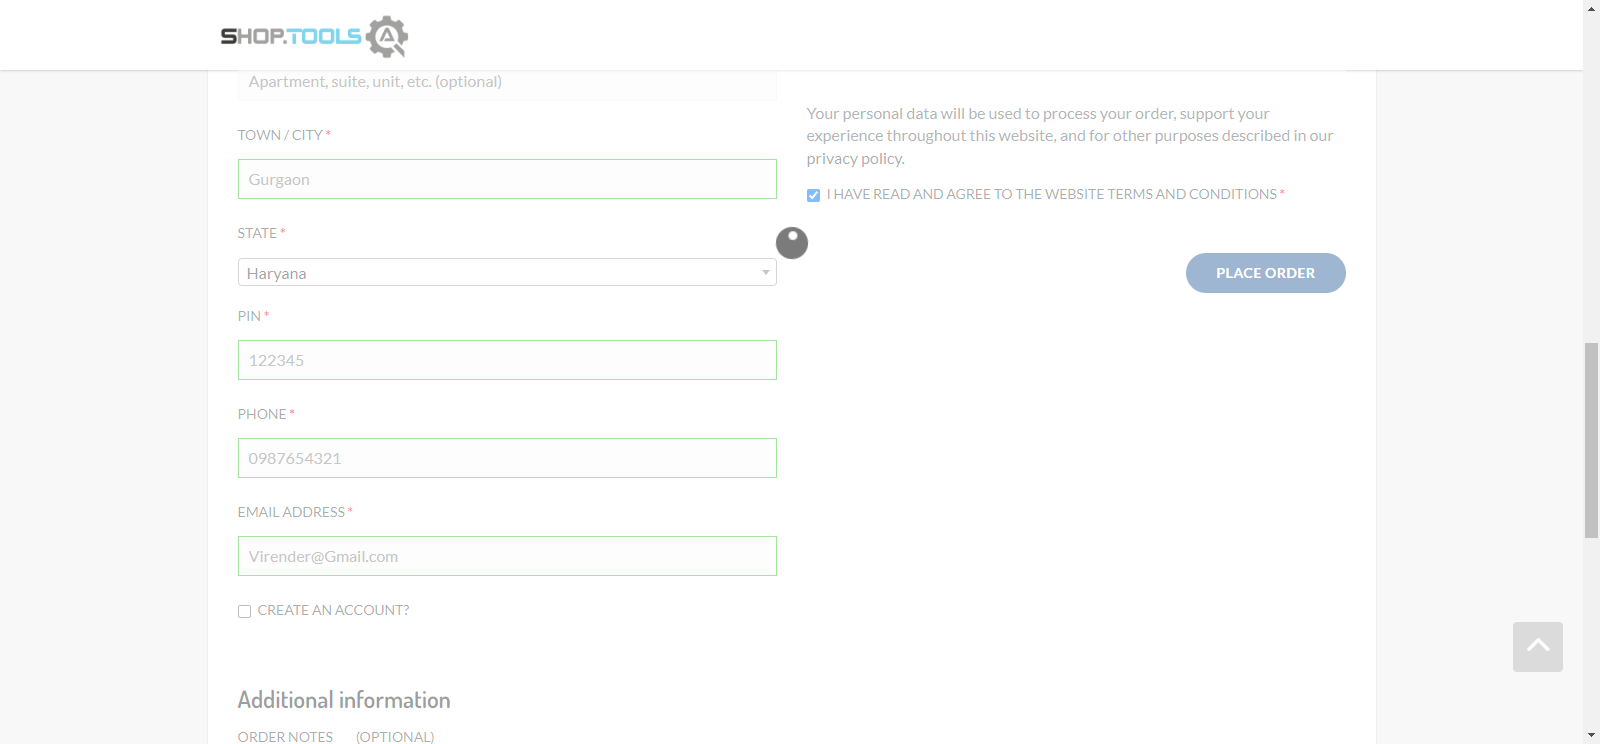 SHOP.TOOLS
Apartment, suite, unit, etc. (optional)
TOWN / CITY *
Gurgaon
STATE *
Haryana
PIN *
122345
PHONE *
0987654321
EMAIL ADDRESS *
Virender@Gmail.com
CREATE AN ACCOUNT?
Additional information
ORDER NOTES (OPTIONAL)
Your personal data will be used to process your order, support your
experience throughout this website, and for other purposes described in our
privacy policy.
I HAVE READ AND AGREE TO THE WEBSITE TERMS AND CONDITIONS *
PLACE ORDER